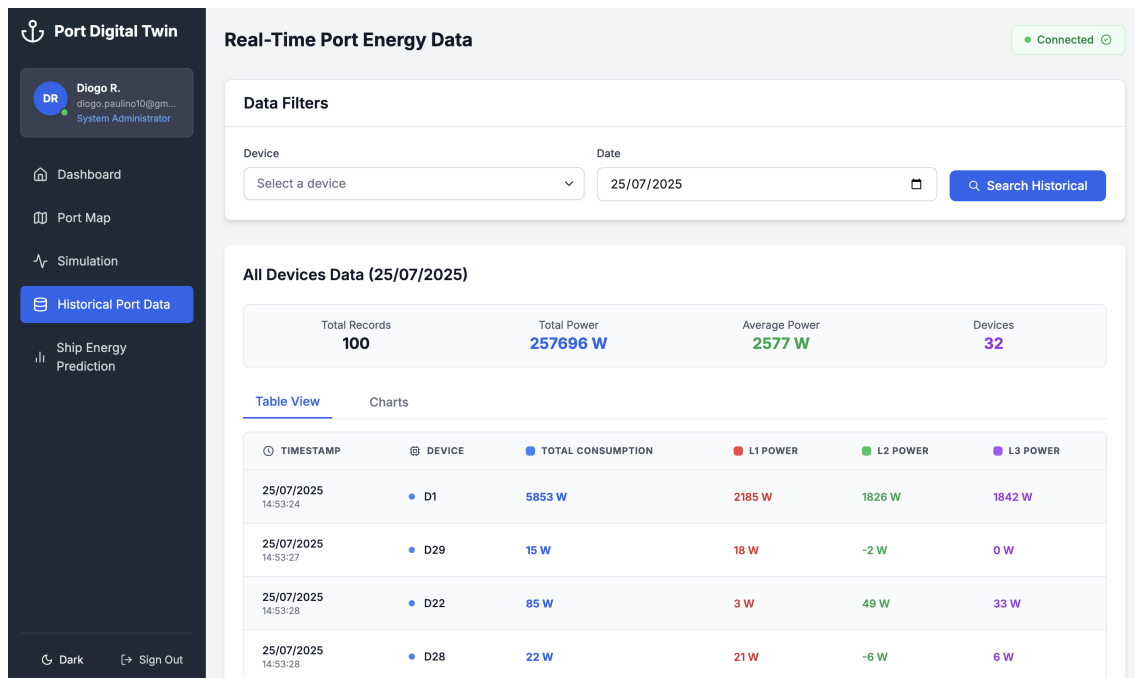 Port Digital Twin
DR
Diogo R.
diogo.paulino10@gm...
System Administrator
Dashboard
Port Map
Simulation
Historical Port Data
Ship Energy
Prediction
Dark
Sign Out
Real-Time Port Energy Data
Connected
Data Filters
Device
Date
Select a device
25/07/2025
Search Historical
All Devices Data (25/07/2025)
Total Records
100
Total Power
257696 W
Average Power
2577 W
Devices
32
Table View
Charts
TIMESTAMP DEVICE TOTAL CONSUMPTION L1 POWER L2 POWER L3 POWER
25/07/2025
14:53:24
D1 5853 W 2185 W 1826 W 1842 W
25/07/2025
14:53:27
D29 15 W 18 W -2 W 0 W
25/07/2025
14:53:28
D22 85 W 3 W 49 W 33 W
25/07/2025
14:53:28
D28 22 W 21 W -6 W 6 W